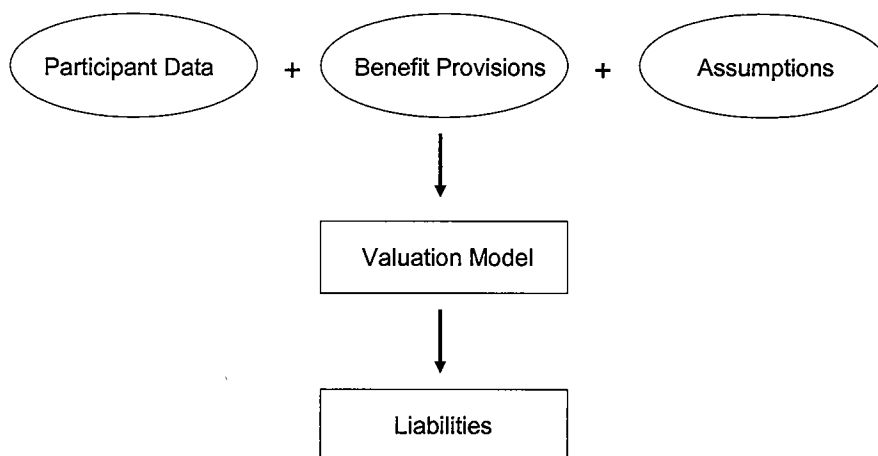 Participant Data + Benefit Provisions + Assumptions
Valuation Model
Liabilities